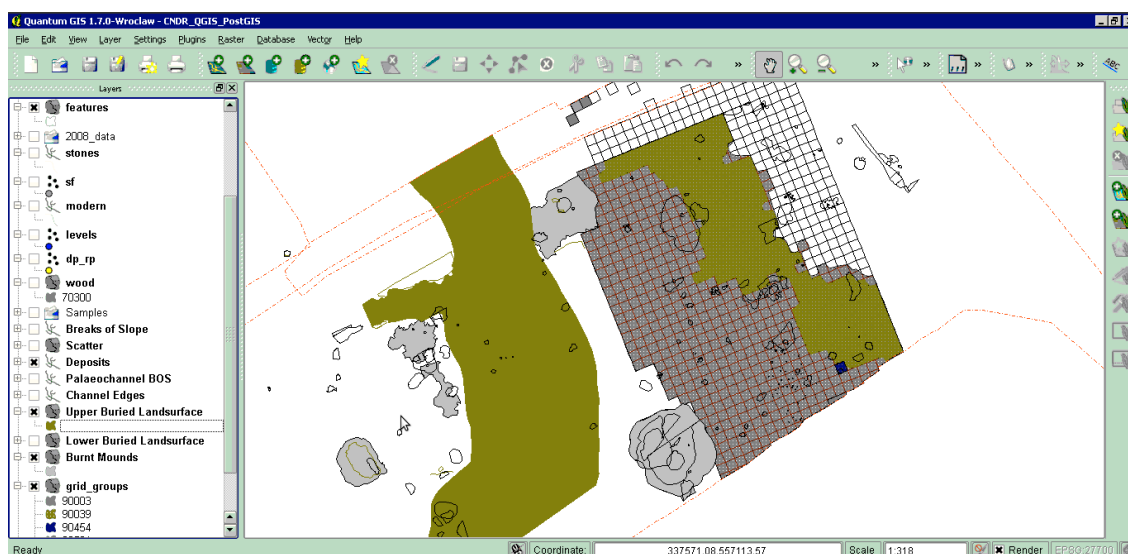 Quantum GIS 1.7.0-Wroclaw - CNDR_QGIS_PostGIS
File Edit View Layer Settings Plugins Raster Database Vector Help
Layers
features
2008_data
stones
sf
modern
levels
dp_rp
wood
70300
Samples
Breaks of Slope
Scatter
Deposits
Palaeochannel BOS
Channel Edges
Upper Buried Landsurface
Lower Buried Landsurface
Burnt Mounds
grid_groups
90003
90039
90454
Ready Coordinate: 337571.08,557113.57 Scale 1:318 Render EPSG:27700